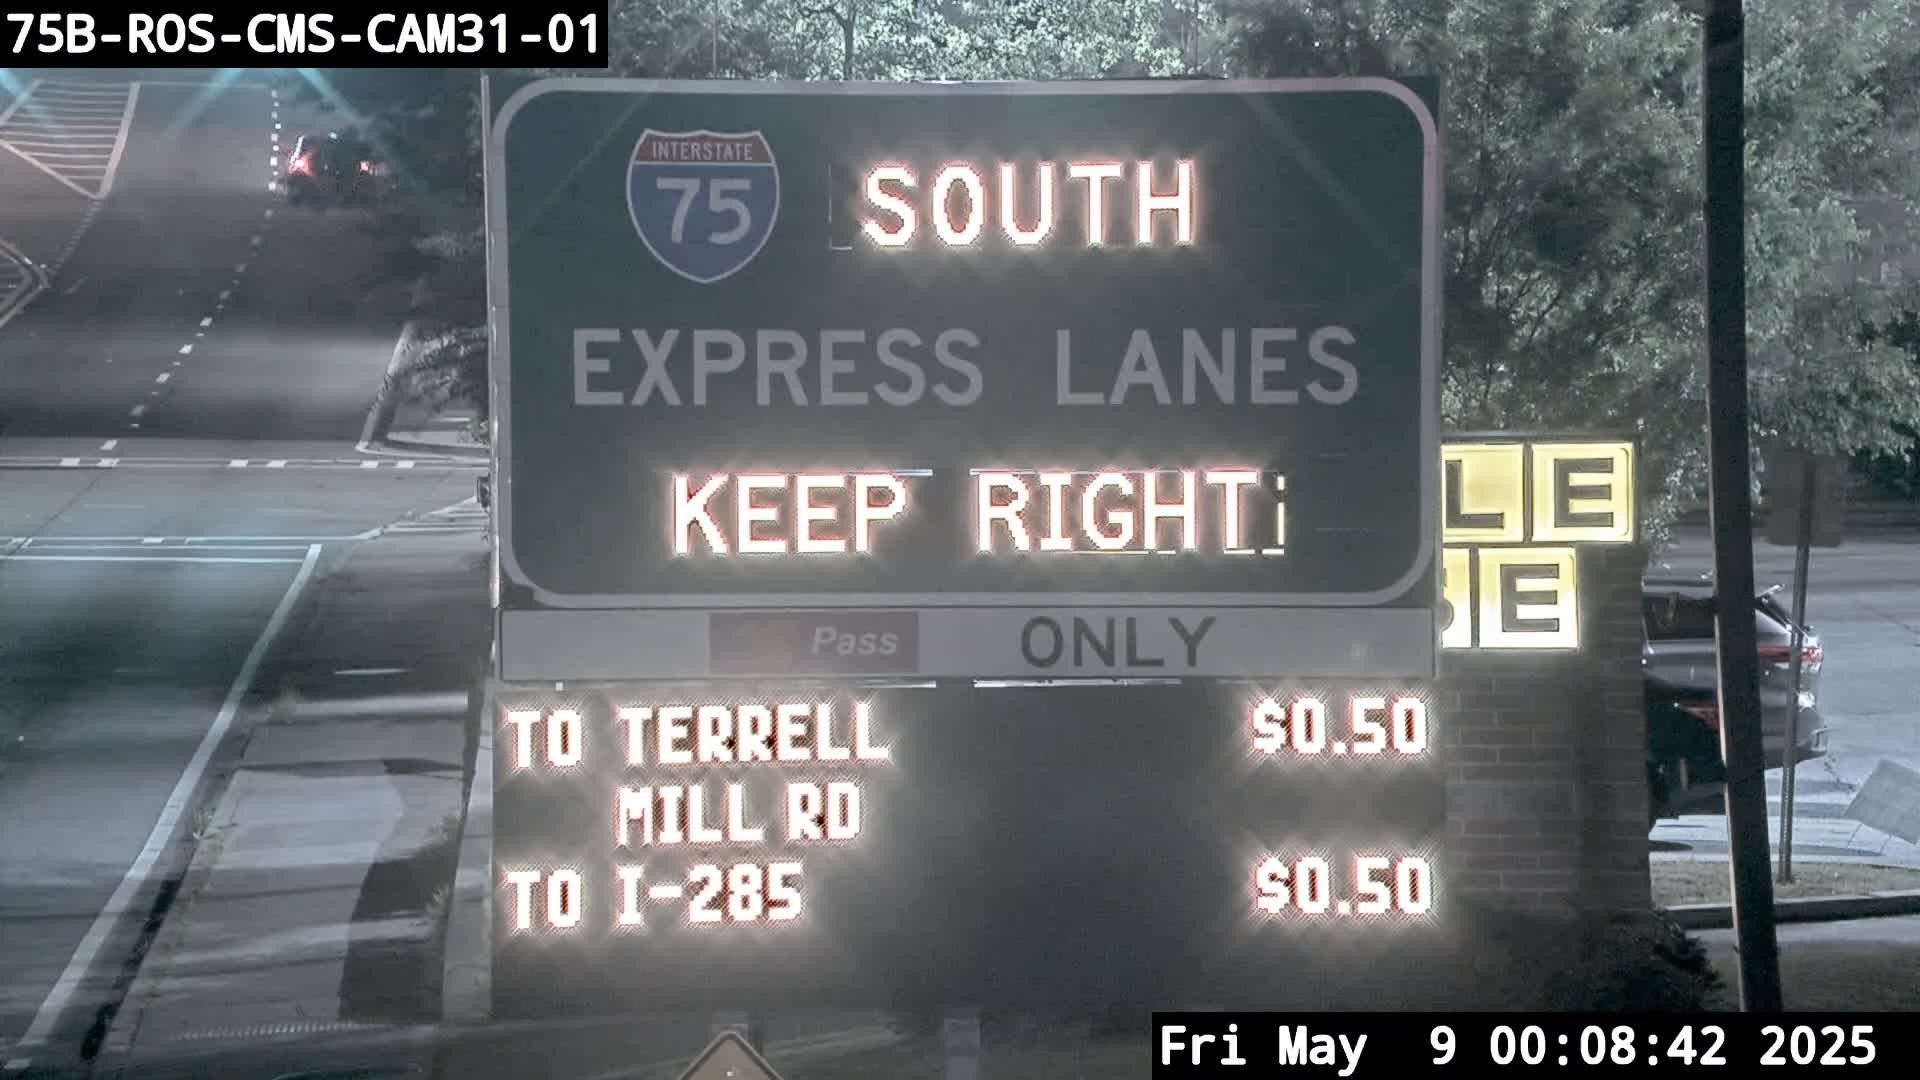 75B-ROS-CMS-CAM31-01
INTERSTATE
75
SOUTH
EXPRESS LANES
KEEP RIGHT
Pass ONLY
TO TERRELL $0.50
MILL RD
TO I-285 $0.50
LE
E
Fri May 9 00:08:42 2025